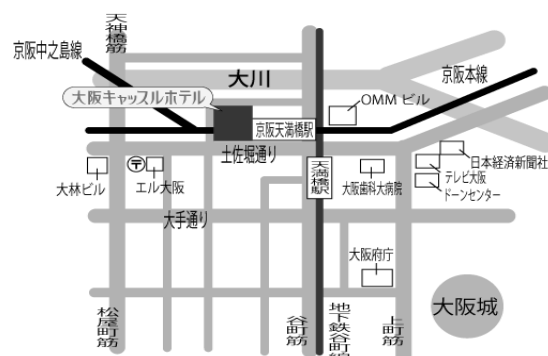 天神橋筋
京阪中之島線
大川
京阪本線
大阪キャッスルホテル
OMM ビル
京阪天満橋駅
土佐堀通り
天満橋駅
日本経済新聞社
テレビ大阪
ドーンセンター
大阪歯科大病院
大林ビル
〒
エル大阪
大手通り
大阪府庁
大阪城
松屋町筋
谷町筋
地下鉄谷町線
上町筋